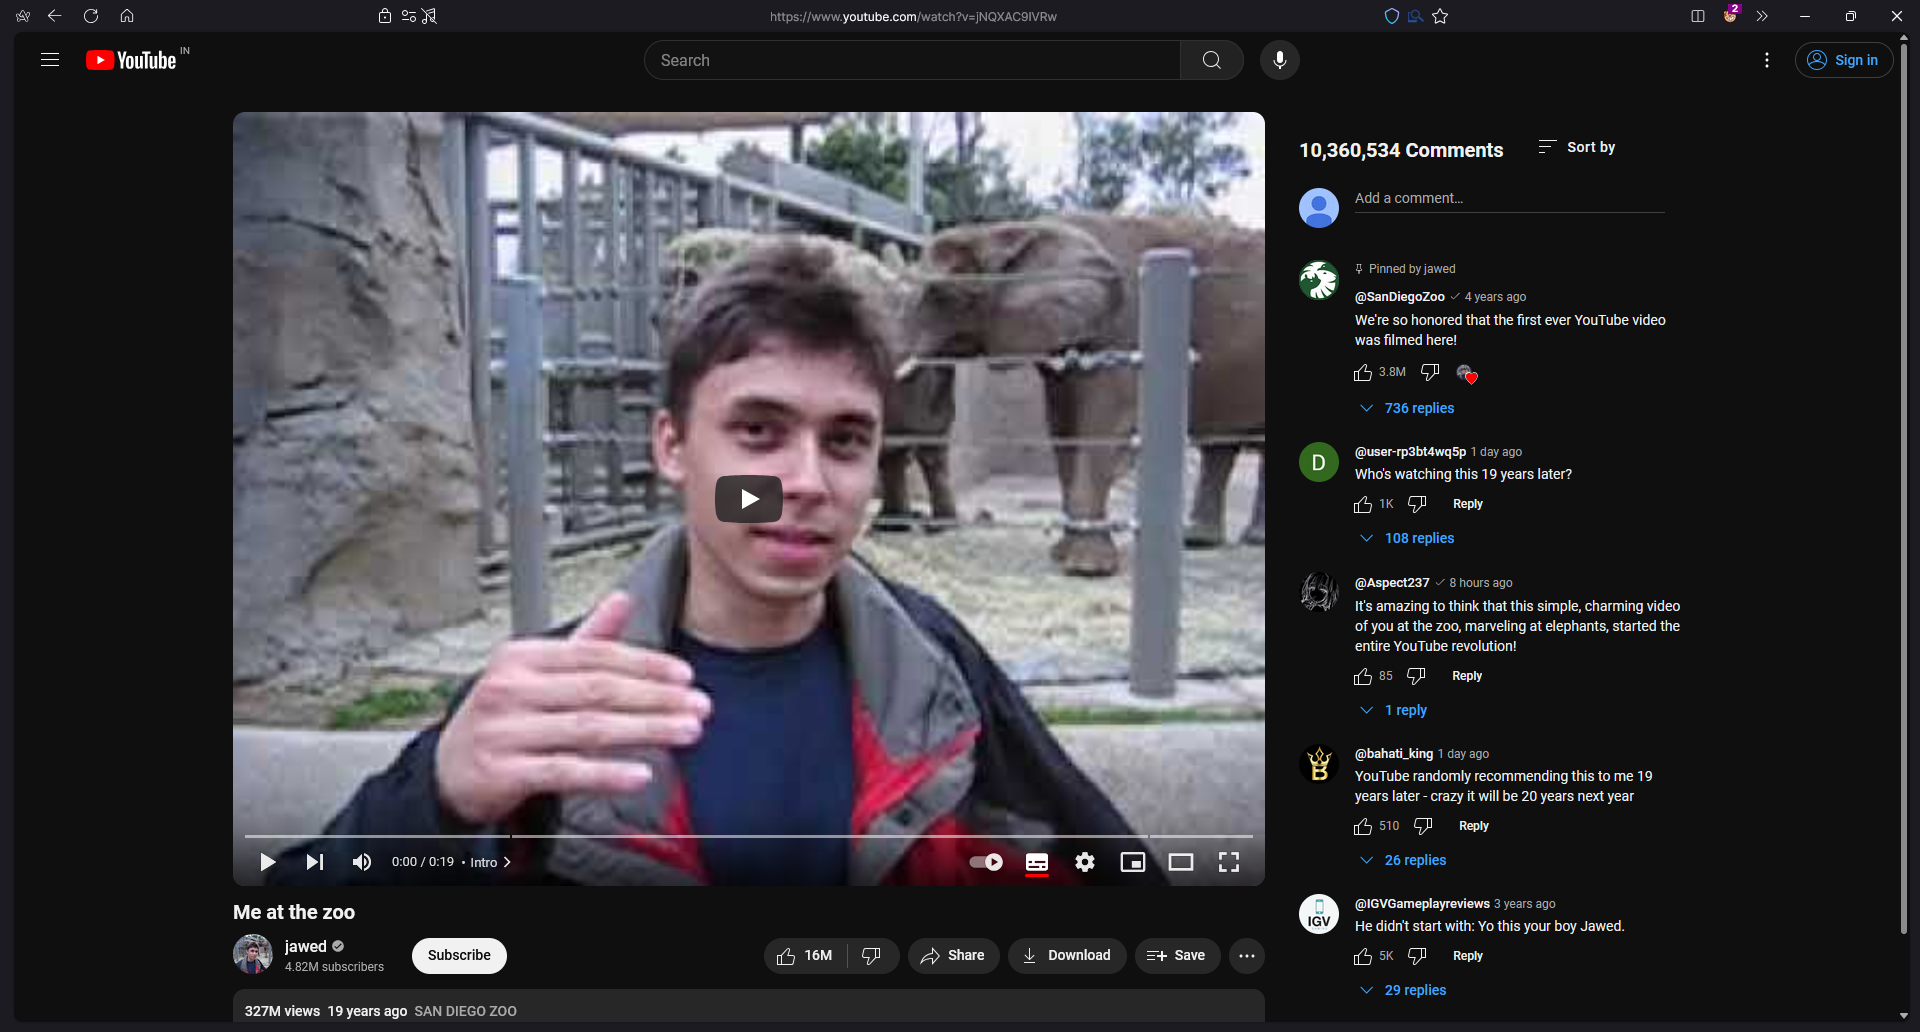 https://www.youtube.com/watch?v=jNQXAC9IVRw
2
YouTube IN
Search
Sign in
0:00 / 0:19 • Intro
Me at the zoo
jawed
4.82M subscribers
Subscribe
16M
Share
Download
Save
327M views 19 years ago SAN DIEGO ZOO
10,360,534 Comments
Sort by
Add a comment...
Pinned by jawed
@SanDiegoZoo 4 years ago
We're so honored that the first ever YouTube video
was filmed here!
3.8M
736 replies
D
@user-rp3bt4wq5p 1 day ago
Who's watching this 19 years later?
1K Reply
108 replies
@Aspect237 8 hours ago
It's amazing to think that this simple, charming video
of you at the zoo, marveling at elephants, started the
entire YouTube revolution!
85 Reply
1 reply
B
@bahati_king 1 day ago
YouTube randomly recommending this to me 19
years later - crazy it will be 20 years next year
510 Reply
26 replies
IGV
@IGVGameplayreviews 3 years ago
He didn't start with: Yo this your boy Jawed.
5K Reply
29 replies